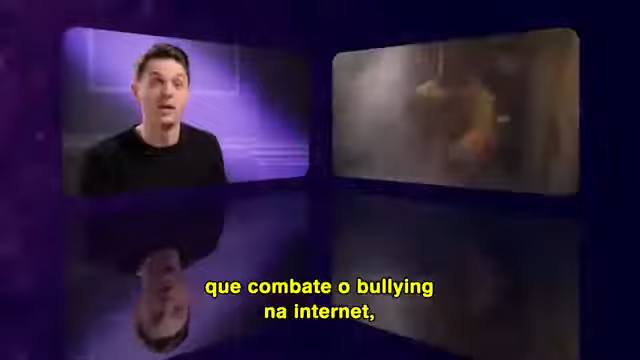 que combate o bullying
na internet,